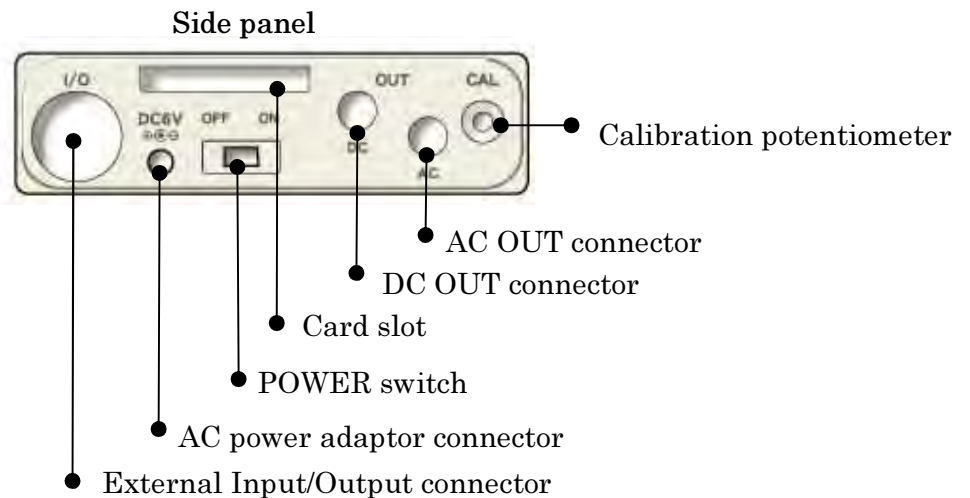 Side panel
I/O
OUT
CAL
DC6V
OFF
ON
DC
AC
Calibration potentiometer
AC OUT connector
DC OUT connector
Card slot
POWER switch
AC power adaptor connector
External Input/Output connector